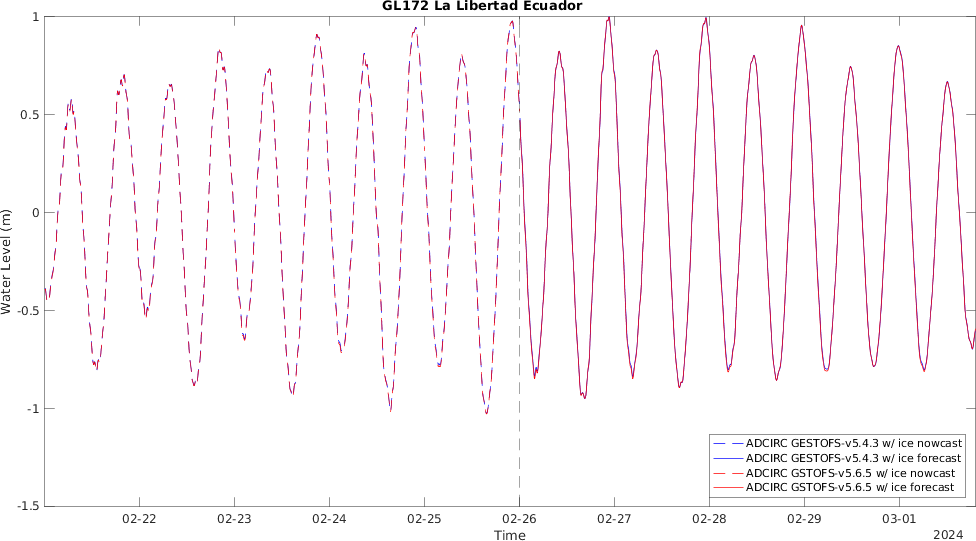 GL172 La Libertad Ecuador
1
0.5
0
-0.5
-1
-1.5
Water Level (m)
ADCIRC GESTOFS-v5.4.3 w/ ice nowcast
ADCIRC GESTOFS-v5.4.3 w/ ice forecast
ADCIRC GSTOFS-v5.6.5 w/ ice nowcast
ADCIRC GSTOFS-v5.6.5 w/ ice forecast
02-22 02-23 02-24 02-25 02-26 02-27 02-28 02-29 03-01
Time
2024